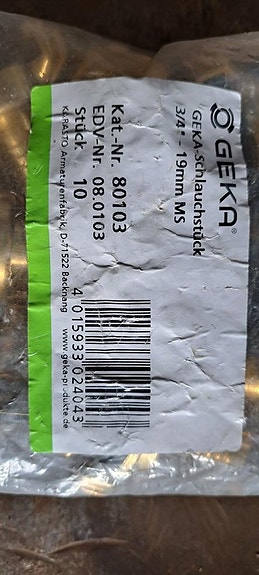 GEKA®
GEKA-Schlauchstück
3/4" - 19mm MS
Kat.-Nr. 80103
EDV-Nr. 08.0103
Stück 10
KARASTO Armaturenfabrik, D-71522 Backnang www.geka-produkte.de
4 015933 024043